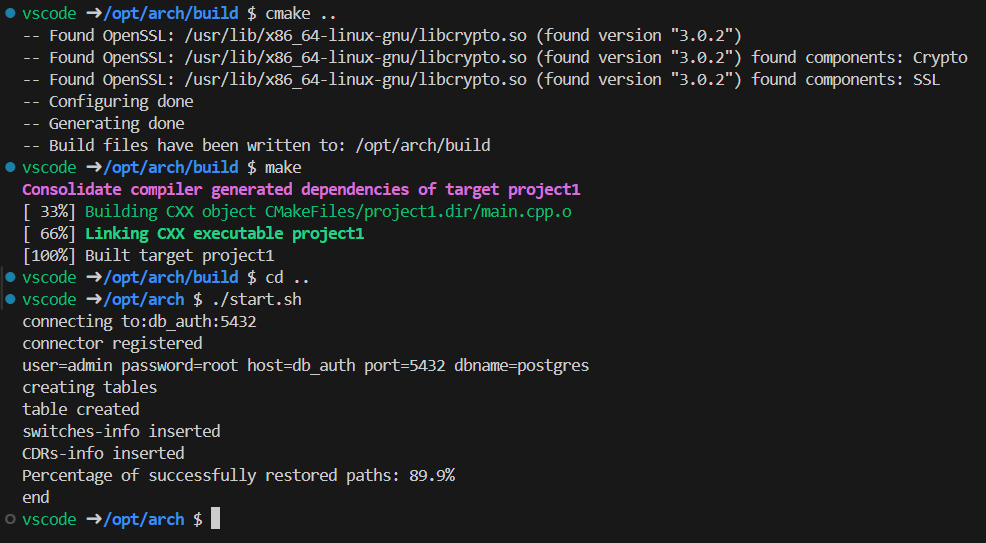 vscode ➜/opt/arch/build $ cmake ..
-- Found OpenSSL: /usr/lib/x86_64-linux-gnu/libcrypto.so (found version "3.0.2")
-- Found OpenSSL: /usr/lib/x86_64-linux-gnu/libcrypto.so (found version "3.0.2") found components: Crypto
-- Found OpenSSL: /usr/lib/x86_64-linux-gnu/libcrypto.so (found version "3.0.2") found components: SSL
-- Configuring done
-- Generating done
-- Build files have been written to: /opt/arch/build
vscode ➜/opt/arch/build $ make
Consolidate compiler generated dependencies of target project1
[ 33%] Building CXX object CMakeFiles/project1.dir/main.cpp.o
[ 66%] Linking CXX executable project1
[100%] Built target project1
vscode ➜/opt/arch/build $ cd ..
vscode ➜/opt/arch $ ./start.sh
connecting to:db_auth:5432
connector registered
user=admin password=root host=db_auth port=5432 dbname=postgres
creating tables
table created
switches-info inserted
CDRs-info inserted
Percentage of successfully restored paths: 89.9%
end
vscode ➜/opt/arch $